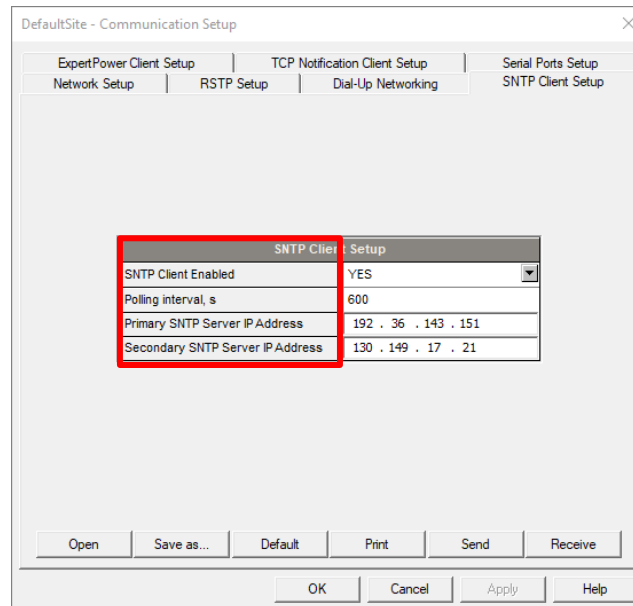 DefaultSite - Communication Setup
ExpertPower Client Setup TCP Notification Client Setup Serial Ports Setup
Network Setup RSTP Setup Dial-Up Networking SNTP Client Setup
SNTP Client Setup
SNTP Client Enabled YES
Polling interval, s 600
Primary SNTP Server IP Address 192 . 36 . 143 . 151
Secondary SNTP Server IP Address 130 . 149 . 17 . 21
Open Save as... Default Print Send Receive
OK Cancel Apply Help